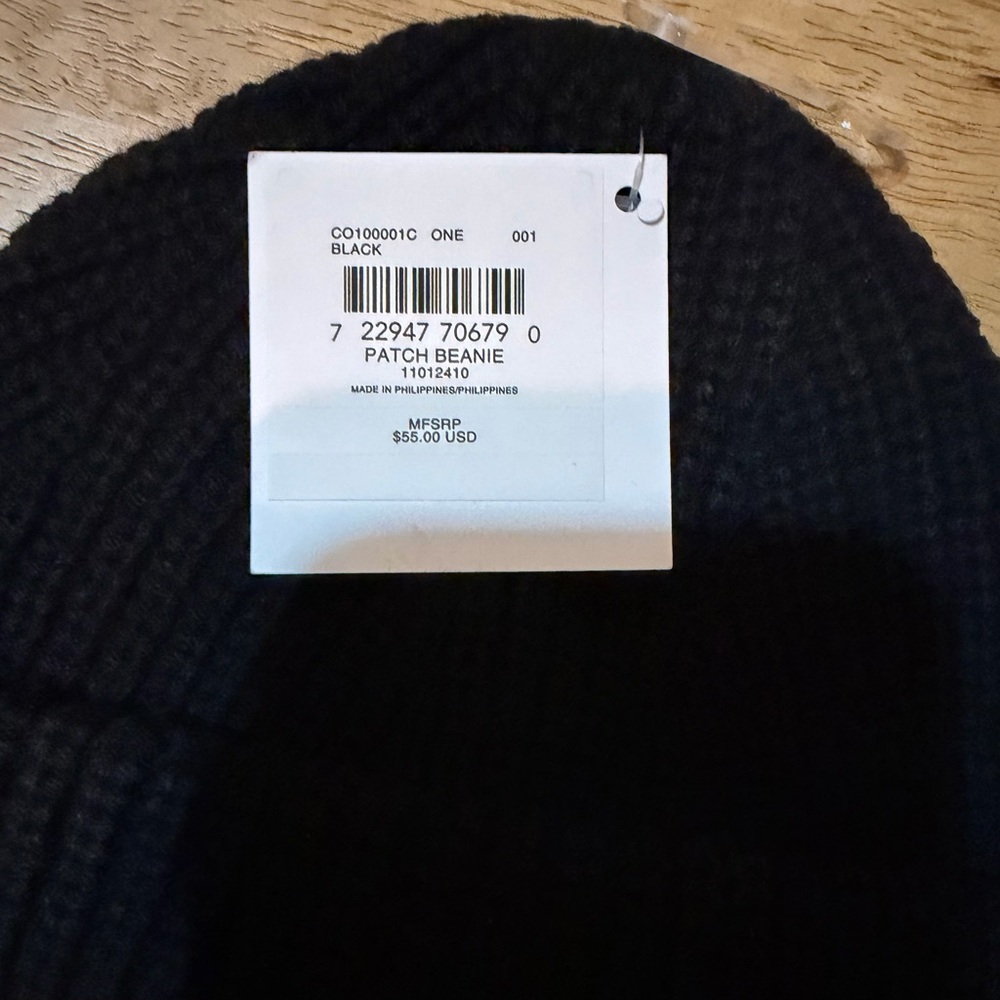 CO100001C ONE 001
BLACK
7 22947 70679 0
PATCH BEANIE
11012410
MADE IN PHILIPPINES/PHILIPPINES
MFSRP
$55.00 USD